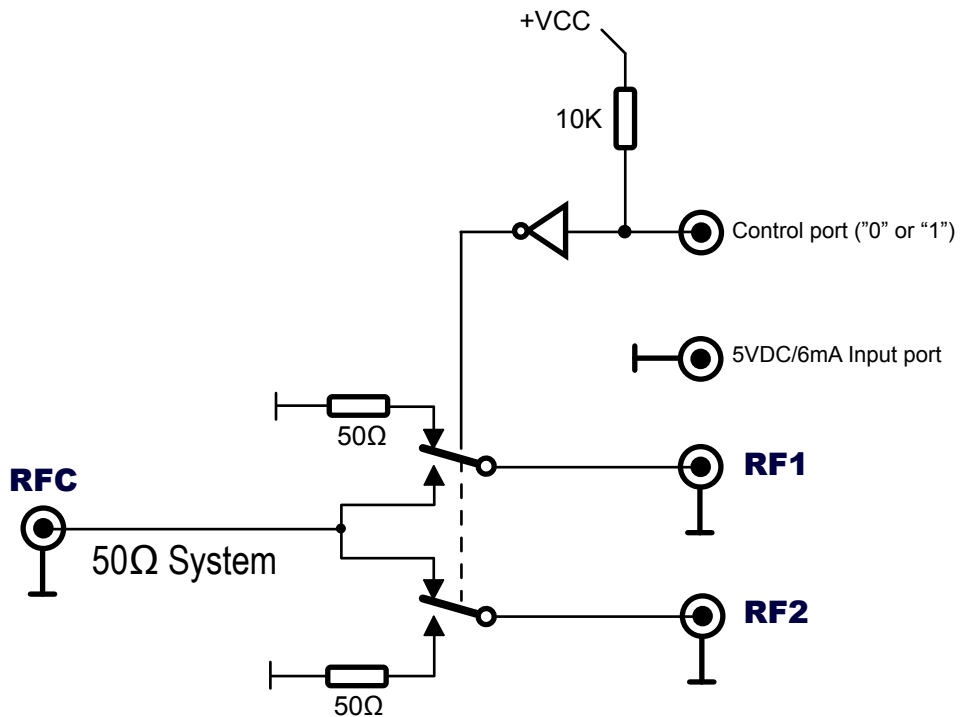 +VCC
10K
Control port (”0” or “1”)
5VDC/6mA Input port
50Ω
RF1
RFC
50Ω System
RF2
50Ω